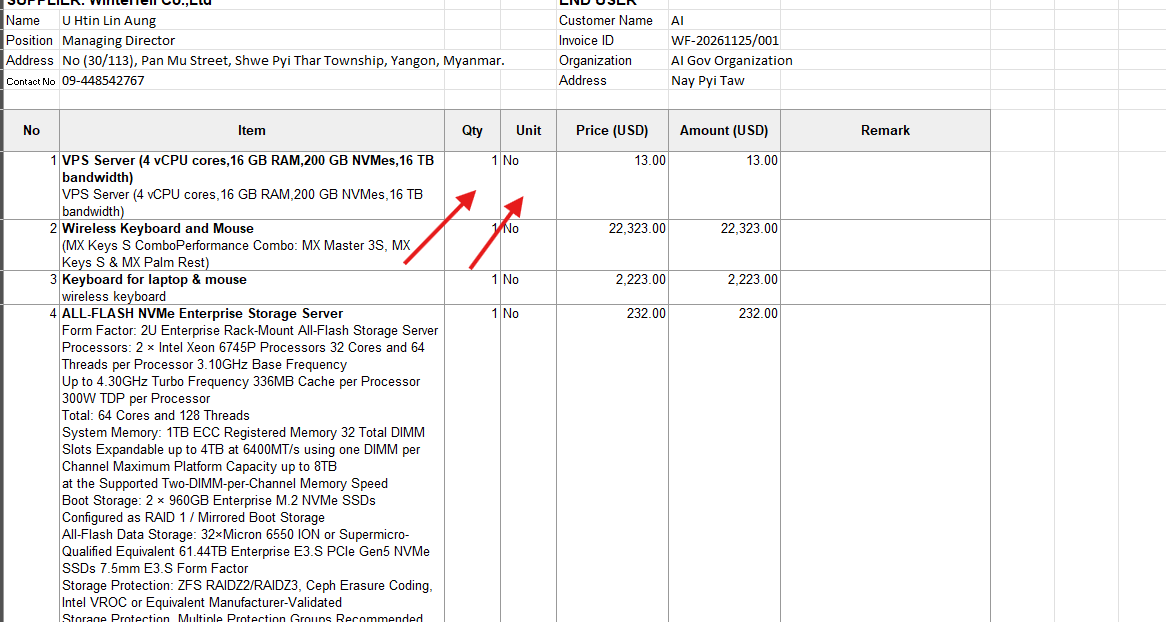 SUPPLIER: Winterfell Co.,Ltd END USER
Name U Htin Lin Aung Customer Name AI
Position Managing Director Invoice ID WF-20261125/001
Address No (30/113), Pan Mu Street, Shwe Pyi Thar Township, Yangon, Myanmar. Organization AI Gov Organization
Contact No 09-448542767 Address Nay Pyi Taw
No Item Qty Unit Price (USD) Amount (USD) Remark
1 VPS Server (4 vCPU cores,16 GB RAM,200 GB NVMes,16 TB 1 No 13.00 13.00
bandwidth)
VPS Server (4 vCPU cores,16 GB RAM,200 GB NVMes,16 TB
bandwidth)
2 Wireless Keyboard and Mouse 1 No 22,323.00 22,323.00
(MX Keys S ComboPerformance Combo: MX Master 3S, MX
Keys S & MX Palm Rest)
3 Keyboard for laptop & mouse 1 No 2,223.00 2,223.00
wireless keyboard
4 ALL-FLASH NVMe Enterprise Storage Server 1 No 232.00 232.00
Form Factor: 2U Enterprise Rack-Mount All-Flash Storage Server
Processors: 2 × Intel Xeon 6745P Processors 32 Cores and 64
Threads per Processor 3.10GHz Base Frequency
Up to 4.30GHz Turbo Frequency 336MB Cache per Processor
300W TDP per Processor
Total: 64 Cores and 128 Threads
System Memory: 1TB ECC Registered Memory 32 Total DIMM
Slots Expandable up to 4TB at 6400MT/s using one DIMM per
Channel Maximum Platform Capacity up to 8TB
at the Supported Two-DIMM-per-Channel Memory Speed
Boot Storage: 2 × 960GB Enterprise M.2 NVMe SSDs
Configured as RAID 1 / Mirrored Boot Storage
All-Flash Data Storage: 32×Micron 6550 ION or Supermicro-
Qualified Equivalent 61.44TB Enterprise E3.S PCIe Gen5 NVMe
SSDs 7.5mm E3.S Form Factor
Storage Protection: ZFS RAIDZ2/RAIDZ3, Ceph Erasure Coding,
Intel VROC or Equivalent Manufacturer-Validated
Storage Protection, Multiple Protection Groups Recommended